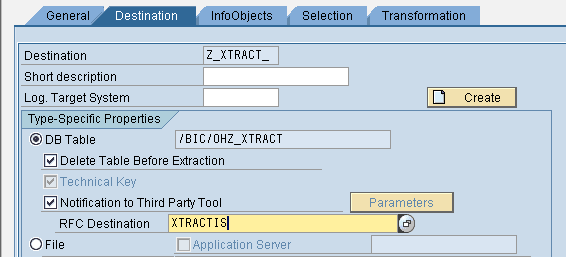 General Destination InfoObjects Selection Transformation
Destination Z_XTRACT_
Short description
Log. Target System Create
Type-Specific Properties
DB Table /BIC/OHZ_XTRACT
Delete Table Before Extraction
Technical Key
Notification to Third Party Tool Parameters
RFC Destination XTRACTIS
File Application Server